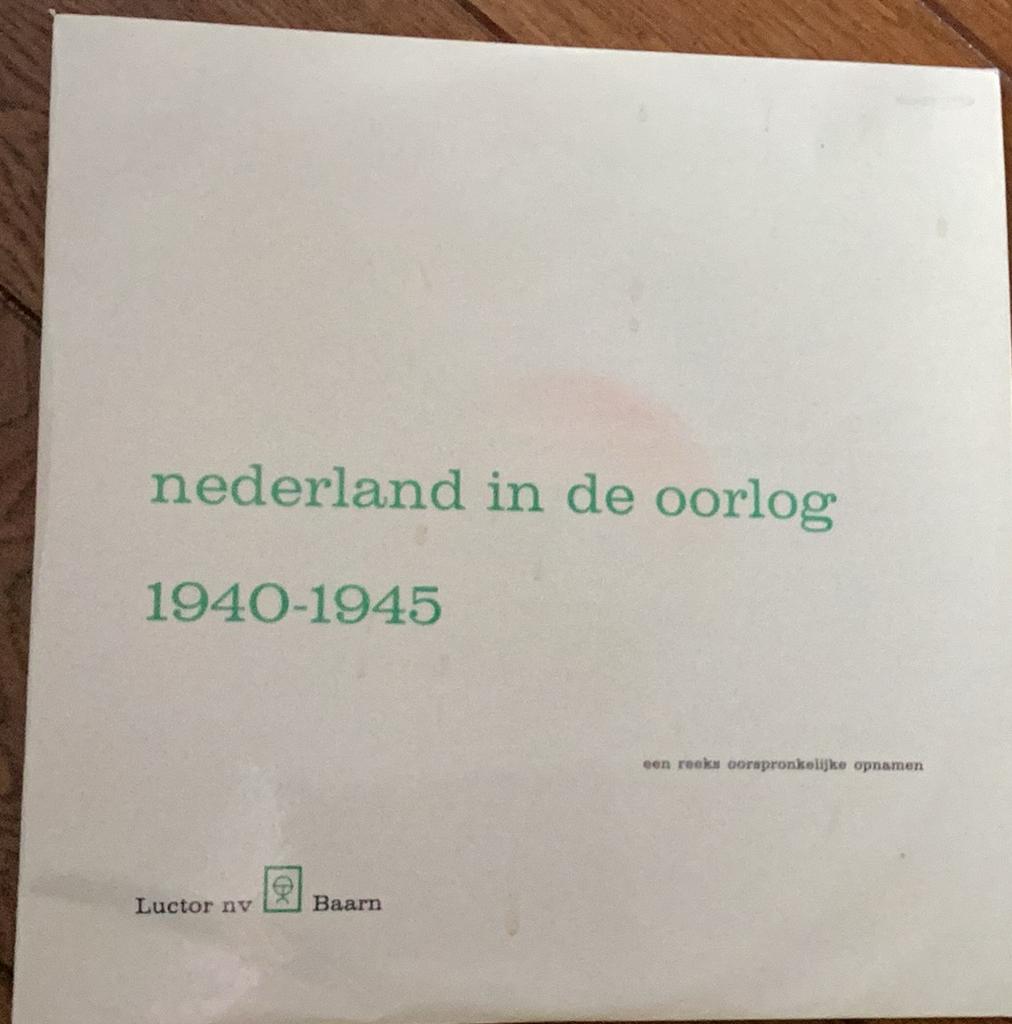 nederland in de oorlog
1940-1945
een reeks oorspronkelijke opnamen
Luctor nv Baarn